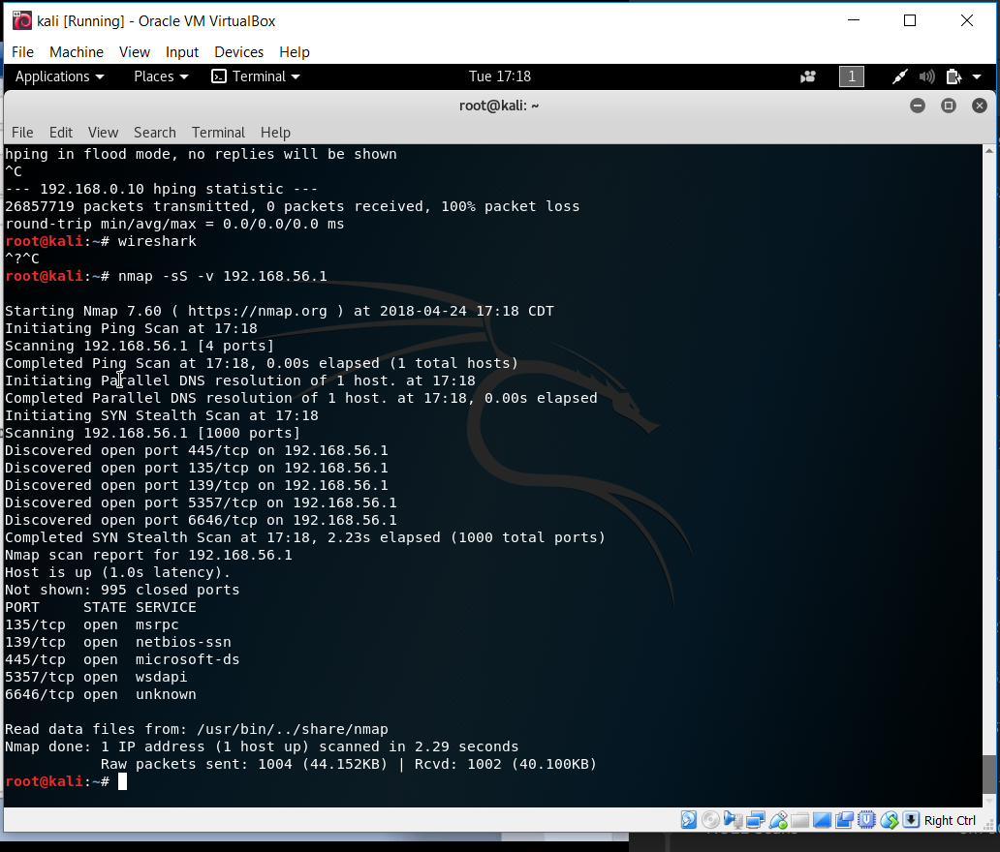 kali [Running] - Oracle VM VirtualBox
File Machine View Input Devices Help
Applications Places Terminal Tue 17:18 1
root@kali: ~
File Edit View Search Terminal Help
hping in flood mode, no replies will be shown
^C
--- 192.168.0.10 hping statistic ---
26857719 packets transmitted, 0 packets received, 100% packet loss
round-trip min/avg/max = 0.0/0.0/0.0 ms
root@kali:~# wireshark
^?^C
root@kali:~# nmap -sS -v 192.168.56.1
Starting Nmap 7.60 ( https://nmap.org ) at 2018-04-24 17:18 CDT
Initiating Ping Scan at 17:18
Scanning 192.168.56.1 [4 ports]
Completed Ping Scan at 17:18, 0.00s elapsed (1 total hosts)
Initiating Parallel DNS resolution of 1 host. at 17:18
Completed Parallel DNS resolution of 1 host. at 17:18, 0.00s elapsed
Initiating SYN Stealth Scan at 17:18
Scanning 192.168.56.1 [1000 ports]
Discovered open port 445/tcp on 192.168.56.1
Discovered open port 135/tcp on 192.168.56.1
Discovered open port 139/tcp on 192.168.56.1
Discovered open port 5357/tcp on 192.168.56.1
Discovered open port 6646/tcp on 192.168.56.1
Completed SYN Stealth Scan at 17:18, 2.23s elapsed (1000 total ports)
Nmap scan report for 192.168.56.1
Host is up (1.0s latency).
Not shown: 995 closed ports
PORT STATE SERVICE
135/tcp open msrpc
139/tcp open netbios-ssn
445/tcp open microsoft-ds
5357/tcp open wsdapi
6646/tcp open unknown
Read data files from: /usr/bin/../share/nmap
Nmap done: 1 IP address (1 host up) scanned in 2.29 seconds
Raw packets sent: 1004 (44.152KB) | Rcvd: 1002 (40.100KB)
root@kali:~#
Right Ctrl